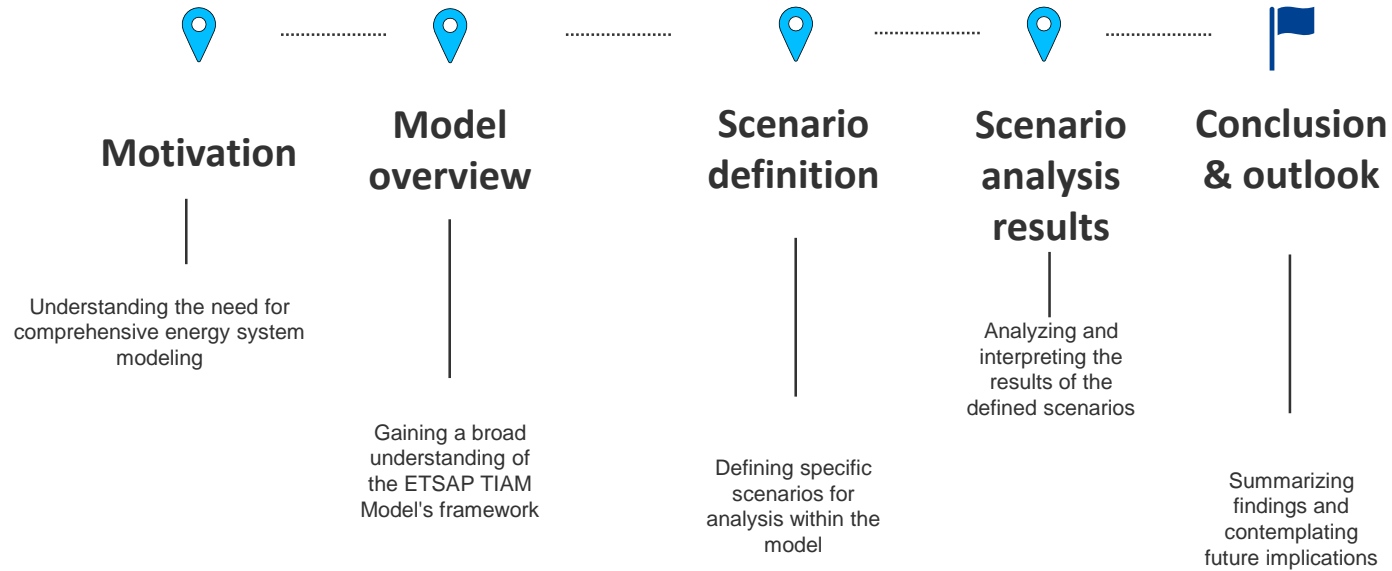 Motivation
Understanding the need for
comprehensive energy system
modeling
Model
overview
Gaining a broad
understanding of
the ETSAP TIAM
Model's framework
Scenario
definition
Defining specific
scenarios for
analysis within the
model
Scenario
analysis
results
Analyzing and
interpreting the
results of the
defined scenarios
Conclusion
& outlook
Summarizing
findings and
contemplating
future implications